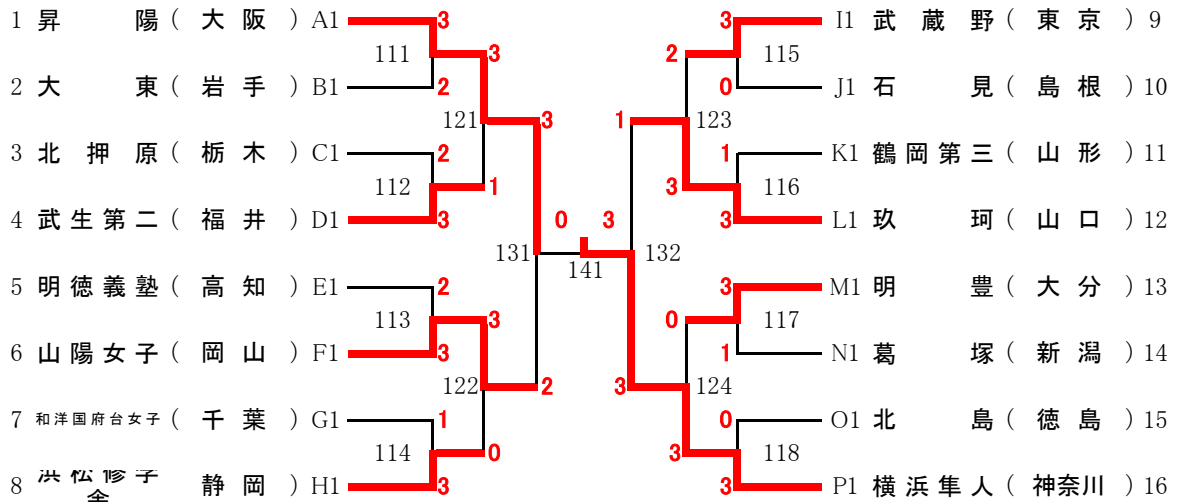 1 昇 陽 ( 大 阪 ) A1 3 3 I1 武 蔵 野 ( 東 京 ) 9
111 3 2 115
2 大 東 ( 岩 手 ) B1 2 0 J1 石 見 ( 島 根 ) 10
121 3 1 123
3 北 押 原 ( 栃 木 ) C1 2 1 K1 鶴 岡 第 三 ( 山 形 ) 11
112 1 3 116
4 武 生 第 二 ( 福 井 ) D1 3 0 3 3 L1 玖 珂 ( 山 口 ) 12
131 141 132
5 明 徳 義 塾 ( 高 知 ) E1 2 3 M1 明 豊 ( 大 分 ) 13
113 3 0 117
6 山 陽 女 子 ( 岡 山 ) F1 3 1 N1 葛 塚 ( 新 潟 ) 14
122 2 3 124
7 和洋国府台女子 ( 千 葉 ) G1 1 0 O1 北 島 ( 徳 島 ) 15
114 0 3 118
8 浜 松 修 学 舎 静 岡 ) H1 3 3 P1 横 浜 隼 人 ( 神奈川 ) 16